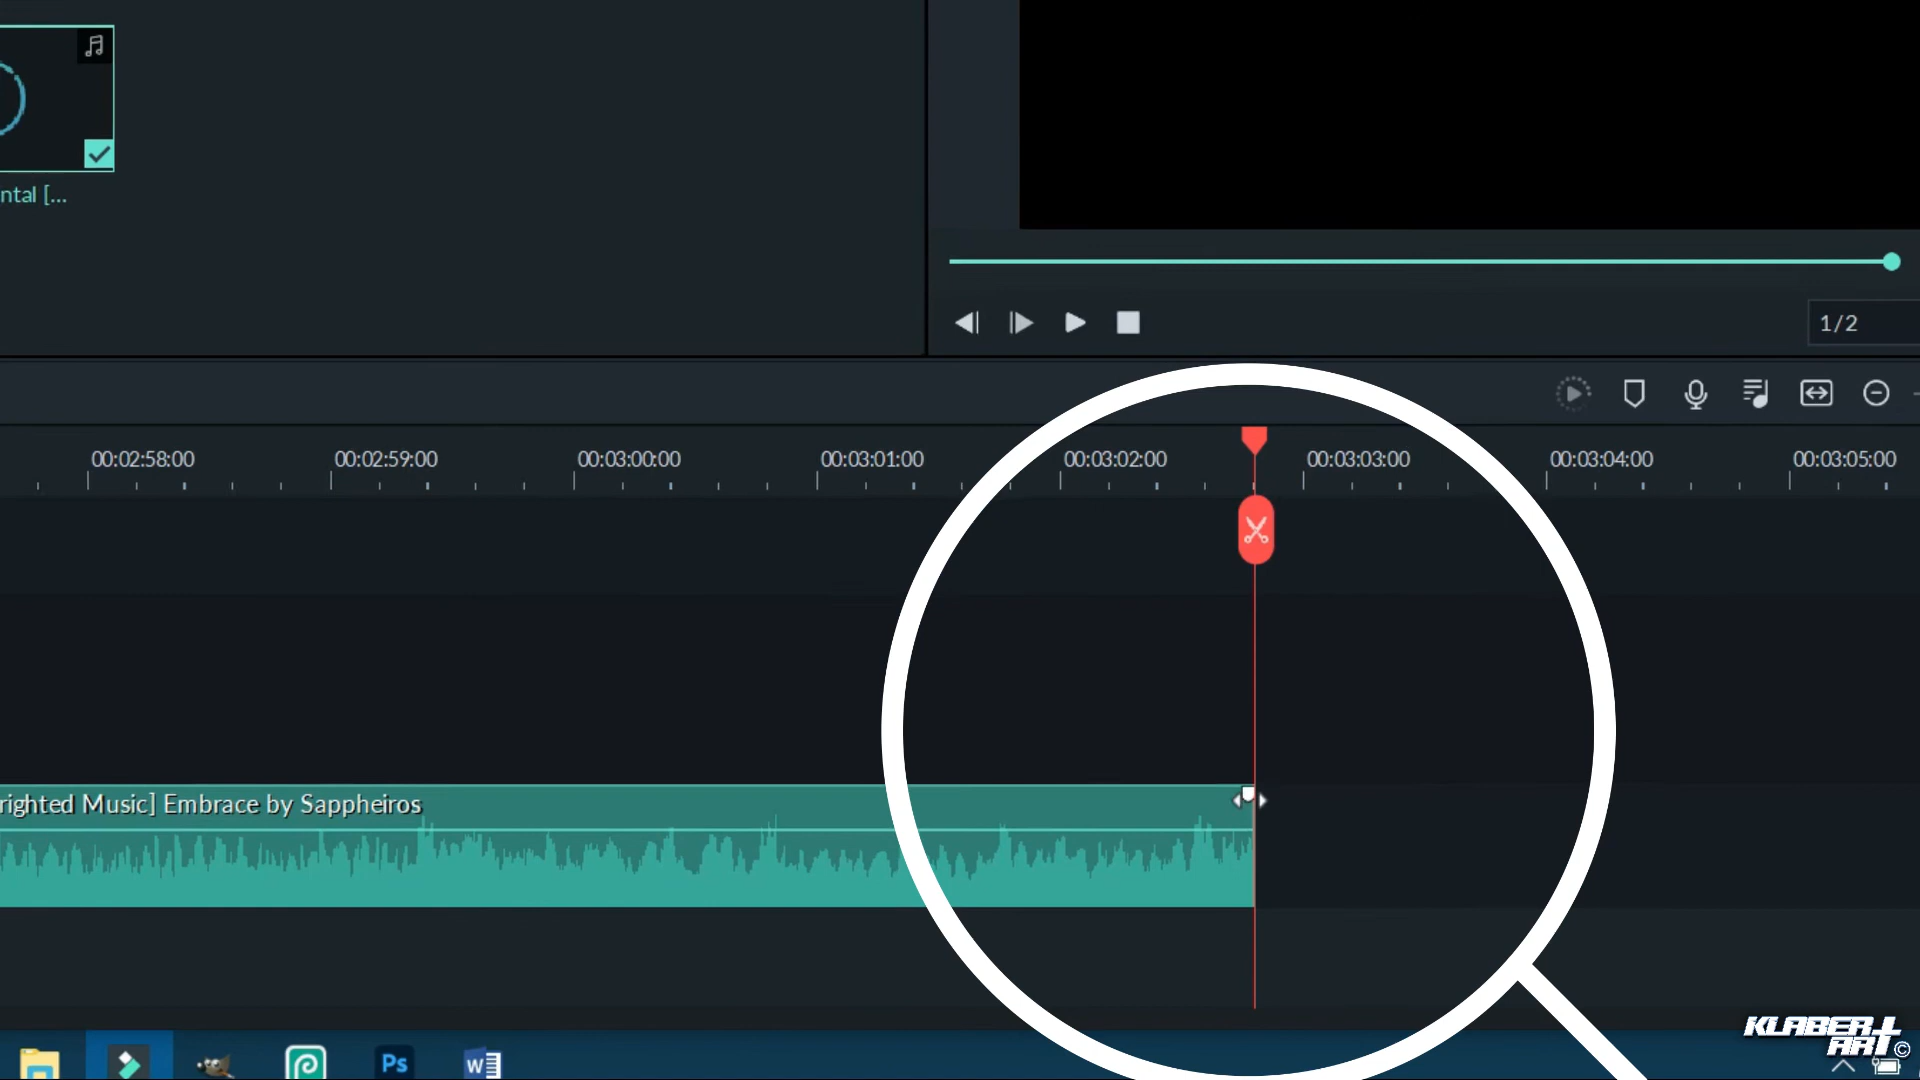 ntal [...
1/2
00:02:58:00 00:02:59:00 00:03:00:00 00:03:01:00 00:03:02:00 00:03:03:00 00:03:04:00 00:03:05:00
righted Music] Embrace by Sappheiros
Ps
W
KLABER
ART©